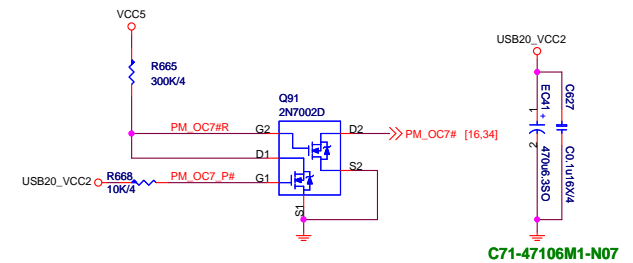 VCC5
USB20_VCC2
R665
300K/4
Q91
2N7002D
EC41
C627
PM_OC7#R
G2
D2
PM_OC7# [16,34]
1
+
D1
S2
2
470u6.3SO
C0.1u16X/4
USB20_VCC2
R668
10K/4
PM_OC7_P#
G1
S1
C71-47106M1-N07